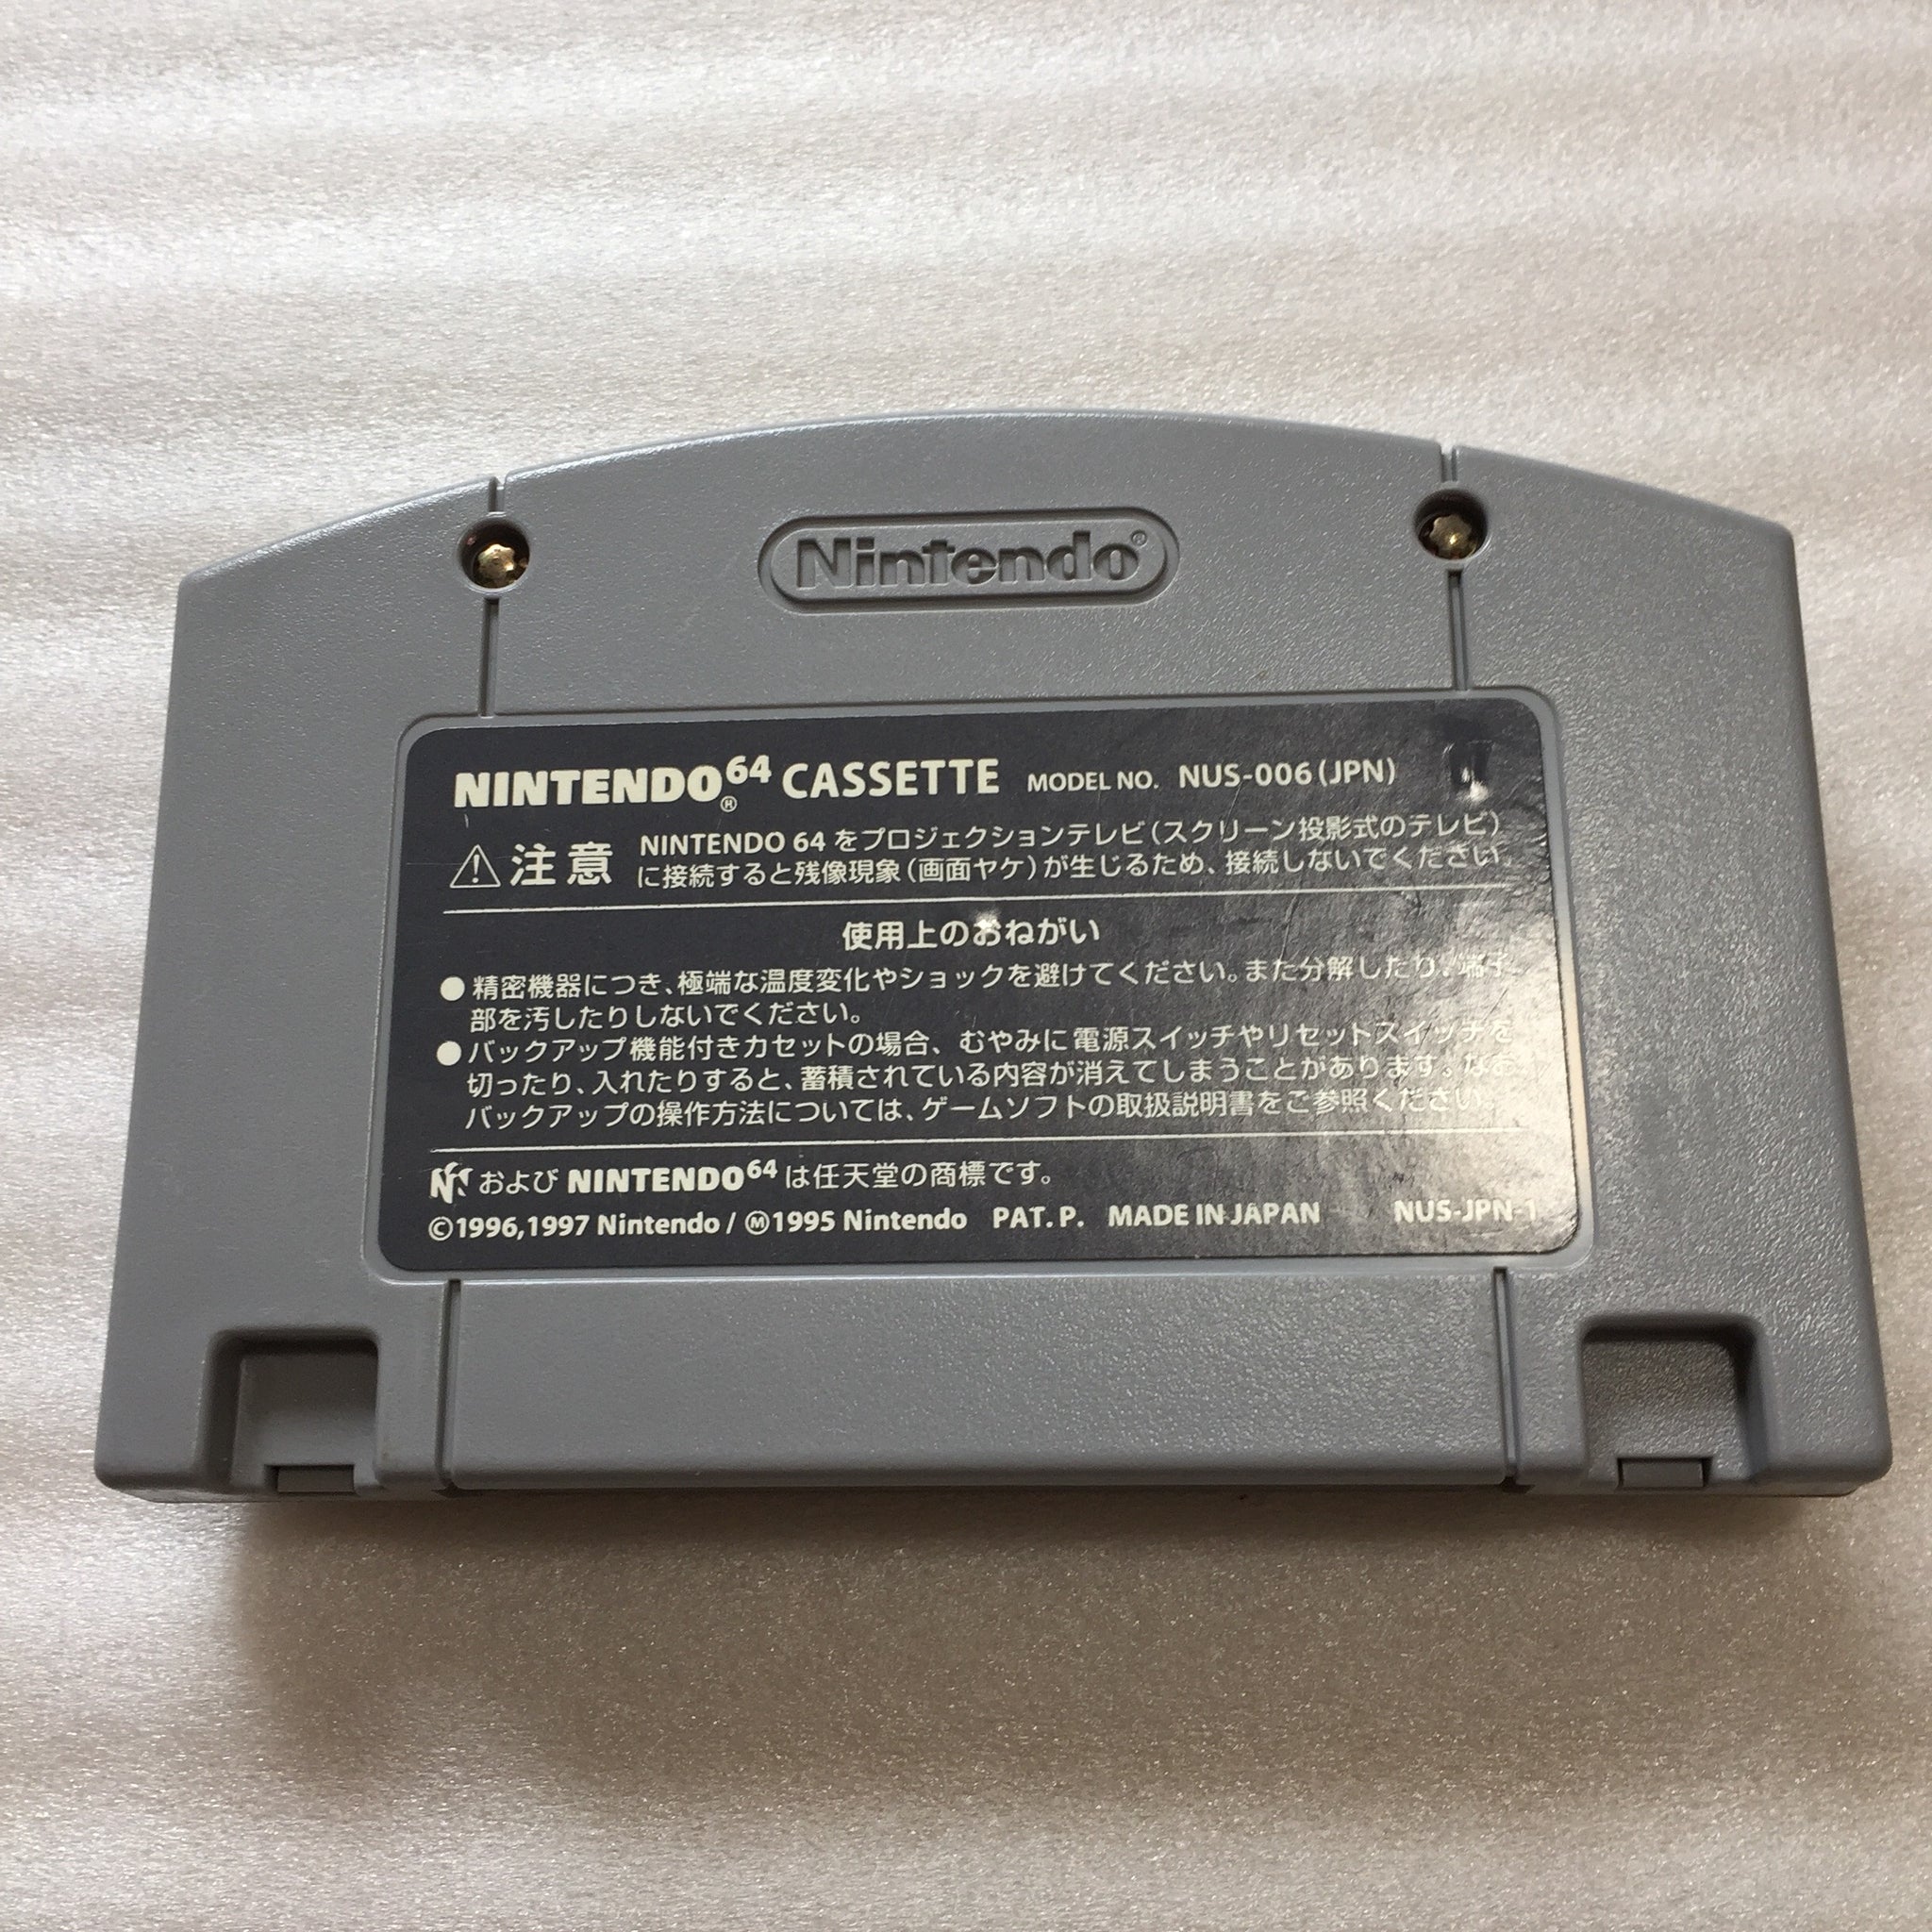 Nintendo®
NINTENDO®64 CASSETTE MODEL NO. NUS-006(JPN)
⚠注意 NINTENDO 64 をプロジェクションテレビ(スクリーン投影式のテレビ)
に接続すると残像現象(画面ヤケ)が生じるため、接続しないでください。
使用上のおねがい
●精密機器につき、極端な温度変化やショックを避けてください。また分解したり、端子
部を汚したりしないでください。
●バックアップ機能付きカセットの場合、むやみに電源スイッチやリセットスイッチを
切ったり、入れたりすると、蓄積されている内容が消えてしまうことがあります。なお、
バックアップの操作方法については、ゲームソフトの取扱説明書をご参照ください。
および NINTENDO64 は任天堂の商標です。
©1996,1997 Nintendo / Ⓜ1995 Nintendo PAT. P. MADE IN JAPAN NUS-JPN-1